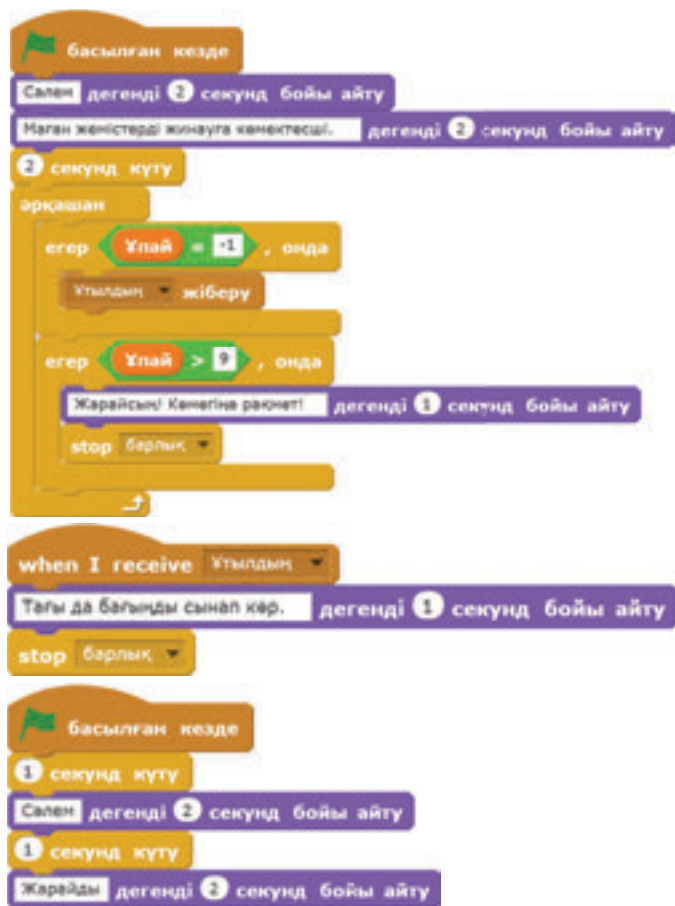 басылған кезде
Сәлем дегенді 2 секунд бойы айту
Маған жемістерді жинауға көмектесші. дегенді 2 секунд бойы айту
2 секунд күту
әрқашан
егер Ұпай = -1 , онда
Ұтылдың жіберу
егер Ұпай > 9 , онда
Жарайсың! Көмегіңе рақмет! дегенді 1 секунд бойы айту
stop барлық
when I receive Ұтылдың
Тағы да бағыңды сынап көр. дегенді 1 секунд бойы айту
stop барлық
басылған кезде
1 секунд күту
Сәлем дегенді 2 секунд бойы айту
1 секунд күту
Жарайды дегенді 2 секунд бойы айту